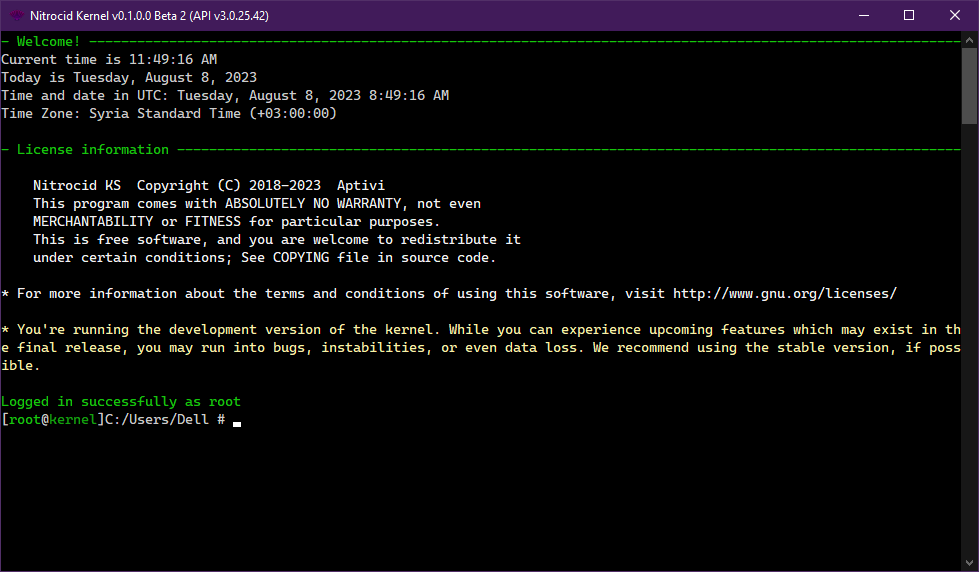 Nitrocid Kernel v0.1.0.0 Beta 2 (API v3.0.25.42)
- Welcome!
Current time is 11:49:16 AM
Today is Tuesday, August 8, 2023
Time and date in UTC: Tuesday, August 8, 2023 8:49:16 AM
Time Zone: Syria Standard Time (+03:00:00)
- License information
Nitrocid KS  Copyright (C) 2018-2023  Aptivi
This program comes with ABSOLUTELY NO WARRANTY, not even
MERCHANTABILITY or FITNESS for particular purposes.
This is free software, and you are welcome to redistribute it
under certain conditions; See COPYING file in source code.
* For more information about the terms and conditions of using this software, visit http://www.gnu.org/licenses/
* You're running the development version of the kernel. While you can experience upcoming features which may exist in th
e final release, you may run into bugs, instabilities, or even data loss. We recommend using the stable version, if poss
ible.
Logged in successfully as root
[root@kernel]C:/Users/Dell #